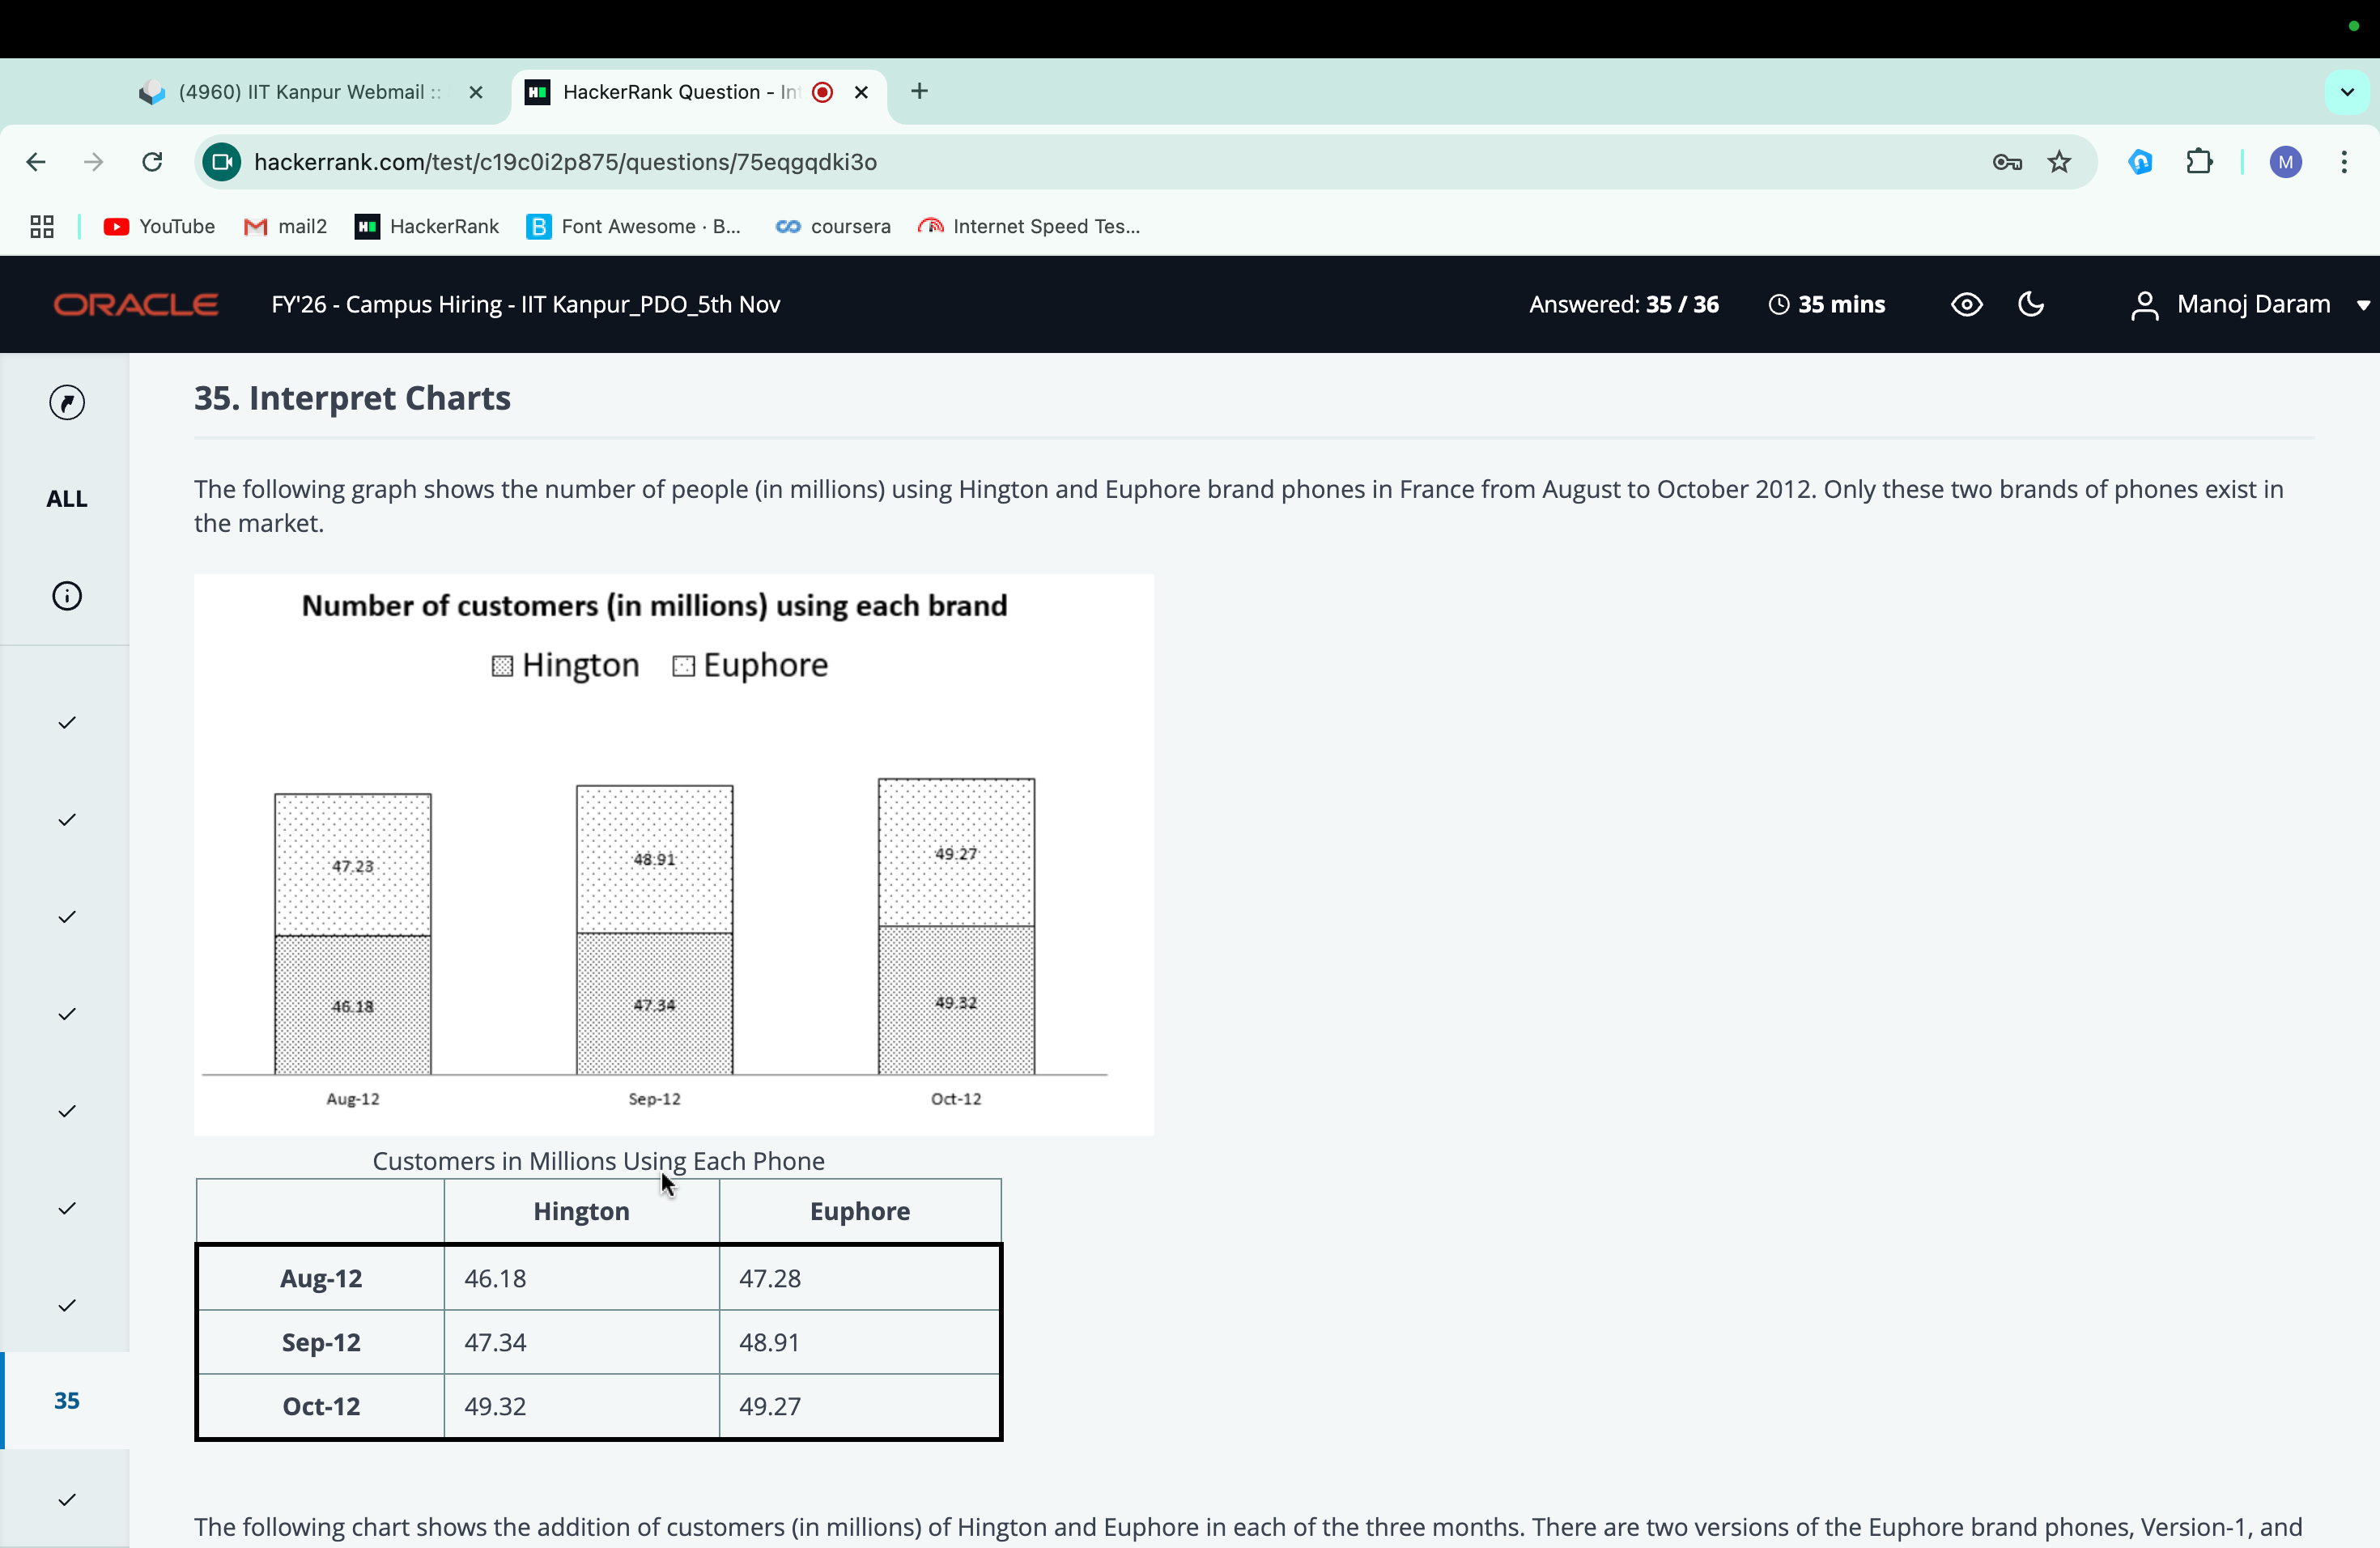 (4960) IIT Kanpur Webmail ::
HackerRank Question - Int
hackerrank.com/test/c19c0i2p875/questions/75eqgqdki3o
M
YouTube
mail2
HackerRank
Font Awesome · B...
coursera
Internet Speed Tes...
ORACLE
FY'26 - Campus Hiring - IIT Kanpur_PDO_5th Nov
Answered: 35 / 36
35 mins
Manoj Daram
ALL
35
35. Interpret Charts
The following graph shows the number of people (in millions) using Hington and Euphore brand phones in France from August to October 2012. Only these two brands of phones exist in
the market.
Number of customers (in millions) using each brand
Hington Euphore
47.23 48.91 49.27
46.18 47.34 49.32
Aug-12 Sep-12 Oct-12
Customers in Millions Using Each Phone
Hington Euphore
Aug-12 46.18 47.28
Sep-12 47.34 48.91
Oct-12 49.32 49.27
The following chart shows the addition of customers (in millions) of Hington and Euphore in each of the three months. There are two versions of the Euphore brand phones, Version-1, and